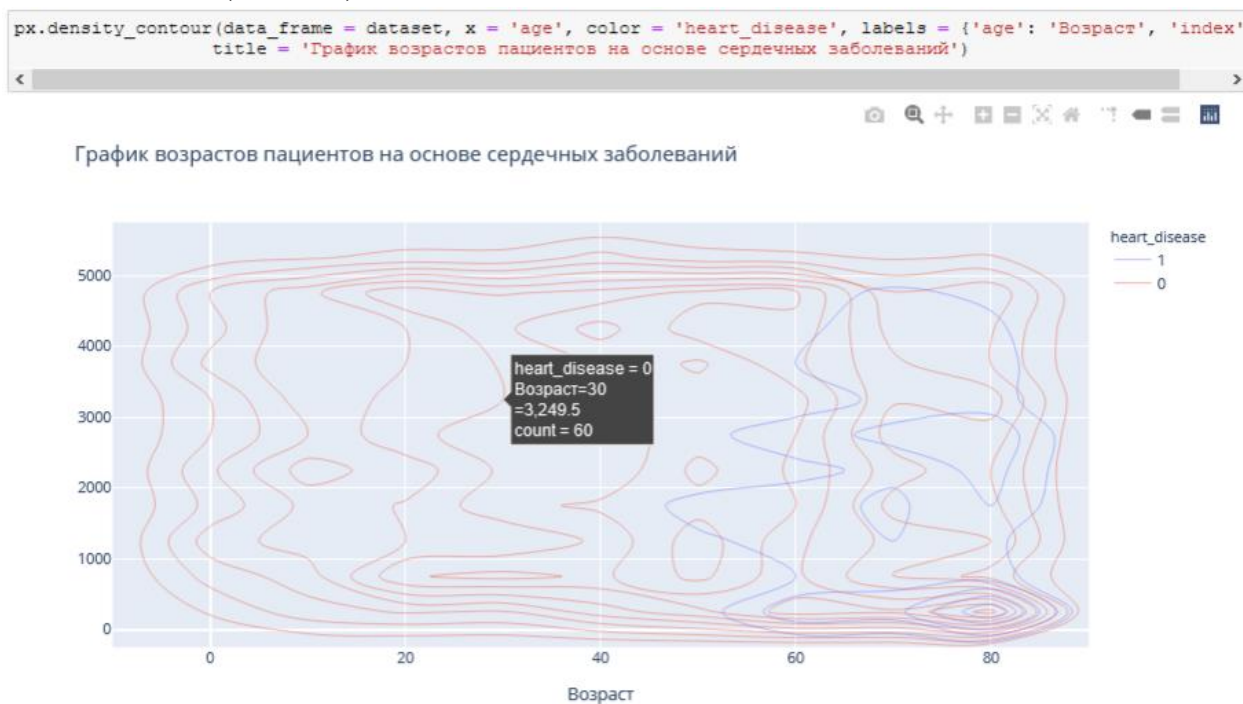 px.density_contour(data_frame = dataset, x = 'age', color = 'heart_disease', labels = {'age': 'Возраст', 'index'
title = 'График возрастов пациентов на основе сердечных заболеваний')
График возрастов пациентов на основе сердечных заболеваний
heart_disease
1
0
5000
4000
3000
2000
1000
0
heart_disease = 0
Возраст=30
=3,249.5
count = 60
0
20
40
60
80
Возраст